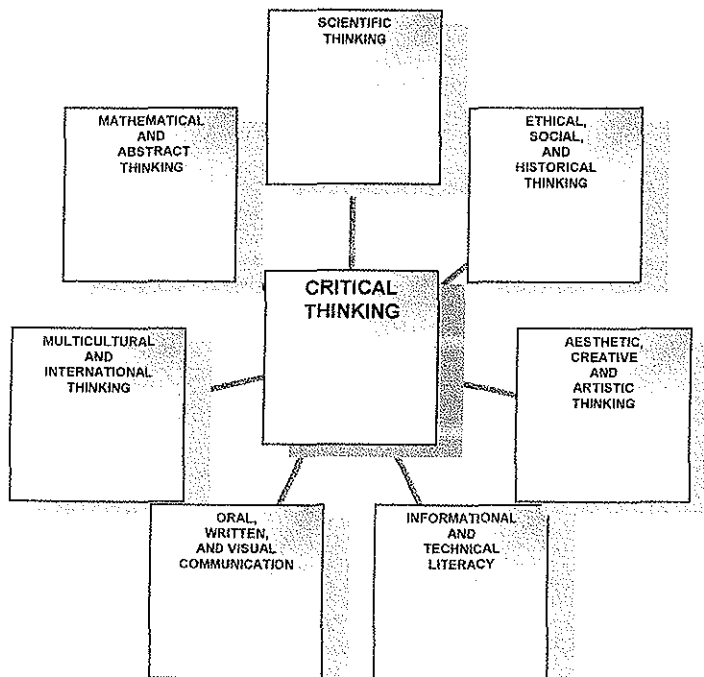 SCIENTIFIC
THINKING
MATHEMATICAL
AND
ABSTRACT
THINKING
ETHICAL,
SOCIAL,
AND
HISTORICAL
THINKING
CRITICAL
THINKING
MULTICULTURAL
AND
INTERNATIONAL
THINKING
AESTHETIC,
CREATIVE
AND
ARTISTIC
THINKING
ORAL,
WRITTEN,
AND VISUAL
COMMUNICATION
INFORMATIONAL
AND
TECHNICAL
LITERACY